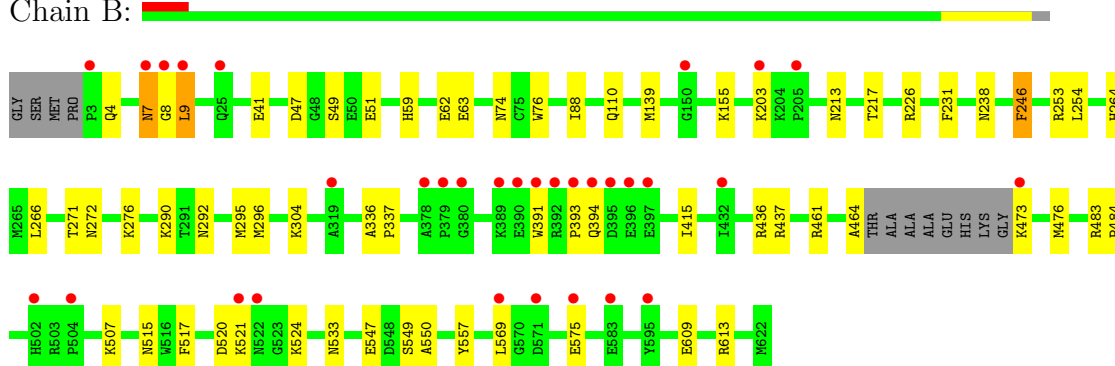 Chain B:
GLY SER MET PRO P3 Q4 N7 G8 L9 Q25 E41 D47 G48 S49 E50 E51 H59 E62 E63 N74 C75 W76 I88 Q110 M139 G150 K155 K203 K204 P205 N213 T217 R226 F231 N238 F246 R253 L254 H264
M265 L266 T271 N272 K276 K290 T291 N292 M295 M296 K304 A319 A336 P337 A378 P379 G380 K389 E390 W391 R392 P393 Q394 D395 E396 E397 I415 I432 R436 R437 R461 A464 THR ALA ALA ALA GLU HIS LYS GLY K473 M476 R483
H502 R503 P504 K507 N515 W516 F517 D520 K521 N522 G523 K524 N533 E547 D548 S549 A550 Y557 L569 G570 D571 E575 E583 Y595 E609 R613 M622